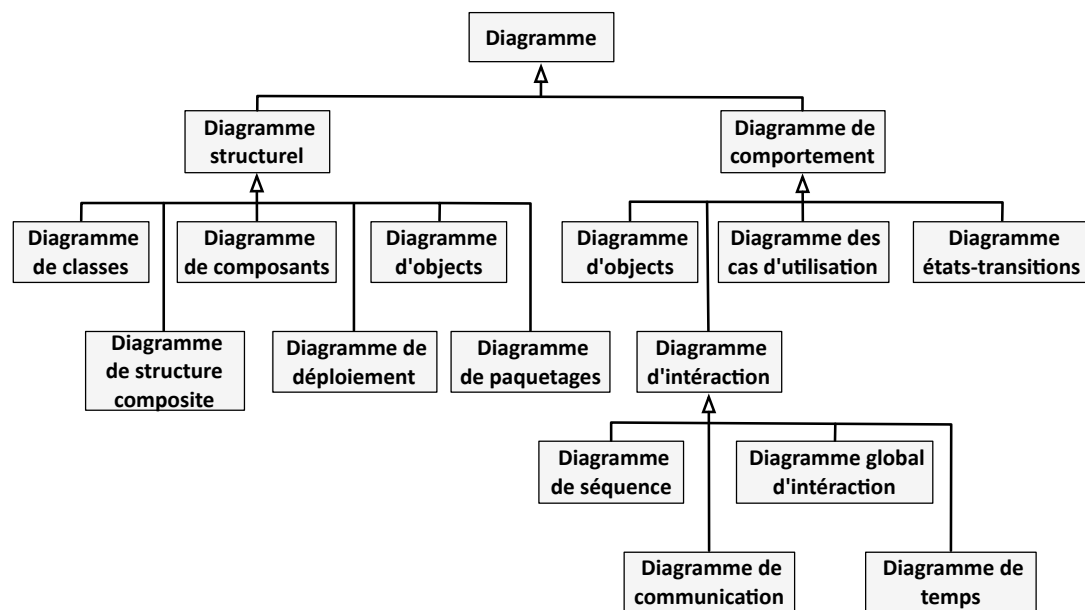 Diagramme
Diagramme
structurel
Diagramme de
comportement
Diagramme
de classes
Diagramme
de composants
Diagramme
d'objects
Diagramme
d'objects
Diagramme des
cas d'utilisation
Diagramme
états-transitions
Diagramme
de structure
composite
Diagramme de
déploiement
Diagramme
de paquetages
Diagramme
d'intéraction
Diagramme
de séquence
Diagramme global
d'intéraction
Diagramme de
communication
Diagramme de
temps